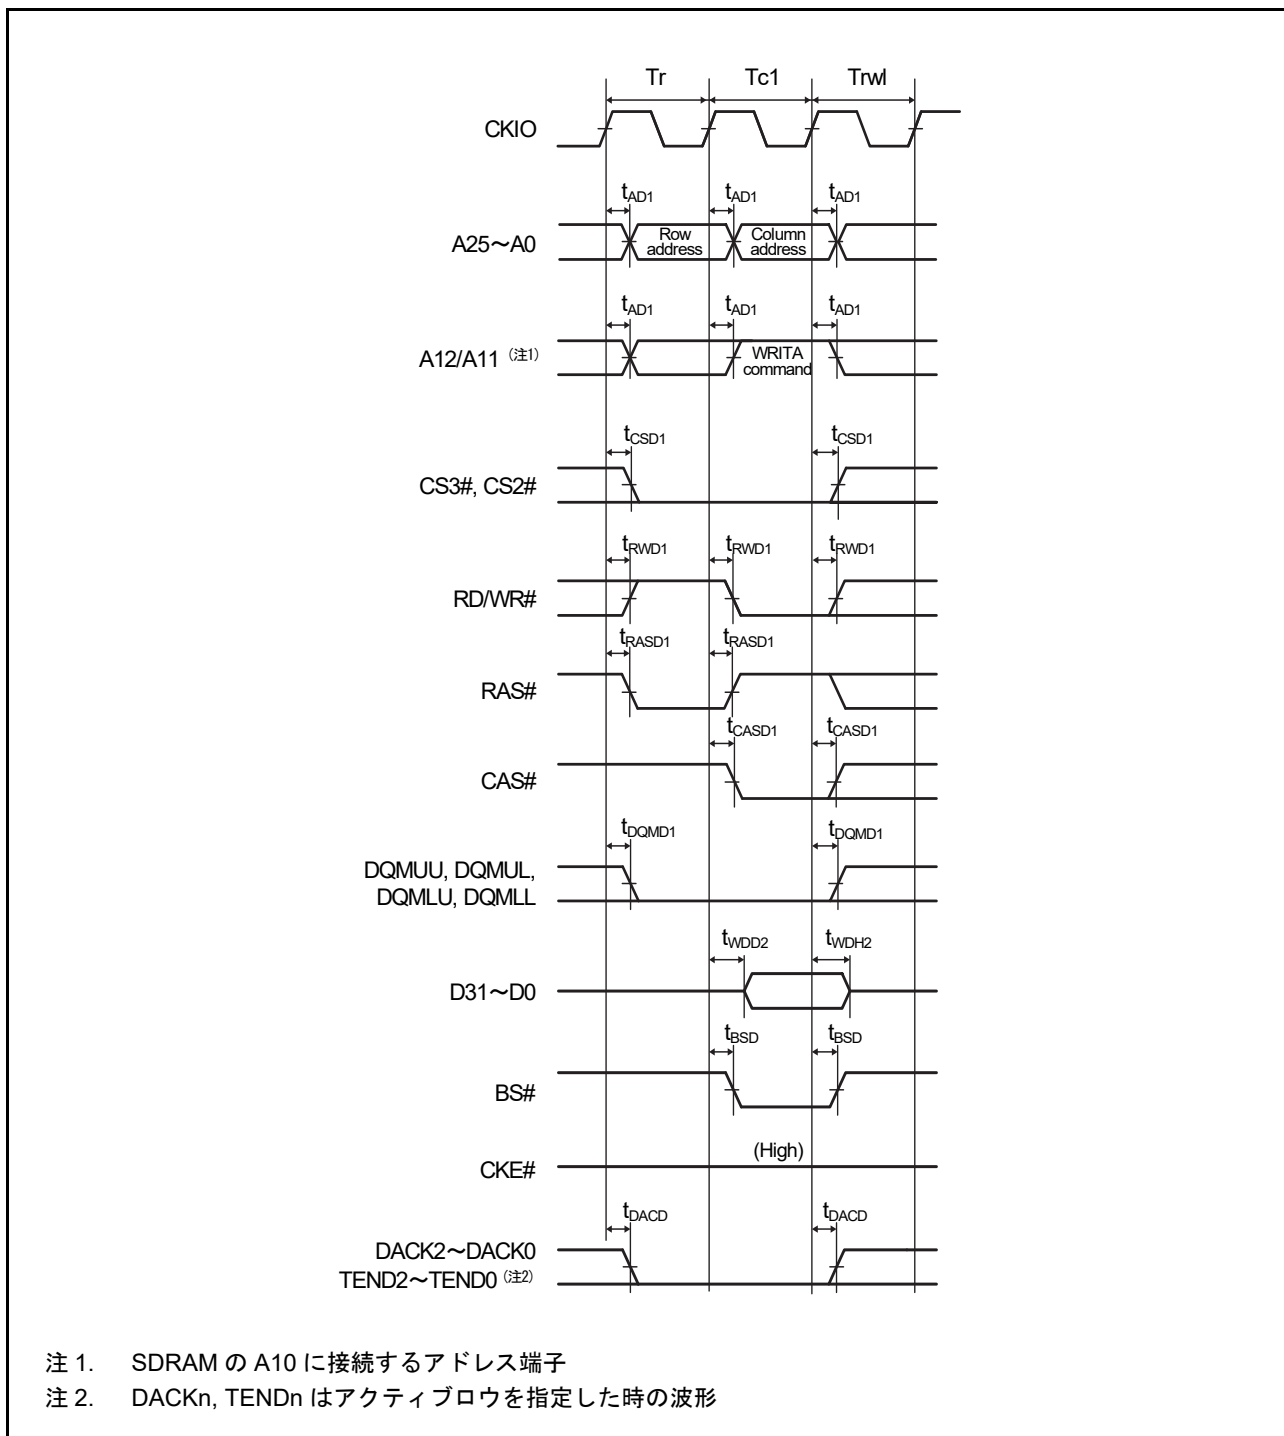 Tr Tc1 Trwl
CKIO
tAD1 tAD1 tAD1
A25～A0
Row address
Column address
tAD1 tAD1 tAD1
A12/A11 （注1）
WRITA command
tCSD1 tCSD1
CS3#, CS2#
tRWD1 tRWD1 tRWD1
RD/WR#
tRASD1 tRASD1
RAS#
tCASD1 tCASD1
CAS#
tDQMD1 tDQMD1
DQMUU, DQMUL,
DQMLU, DQMLL
tWDD2 tWDH2
D31～D0
tBSD tBSD
BS#
(High)
CKE#
tDACD tDACD
DACK2～DACK0
TEND2～TEND0 （注2）
注 1. SDRAM の A10 に接続するアドレス端子
注 2. DACKn, TENDn はアクティブロウを指定した時の波形